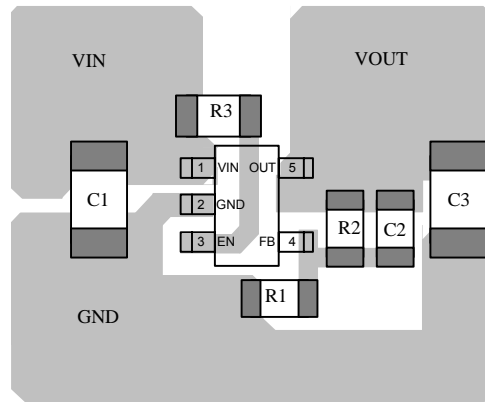 VIN
VOUT
R3
1 VIN OUT 5
2 GND
3 EN FB 4
C1
R2
C2
C3
R1
GND